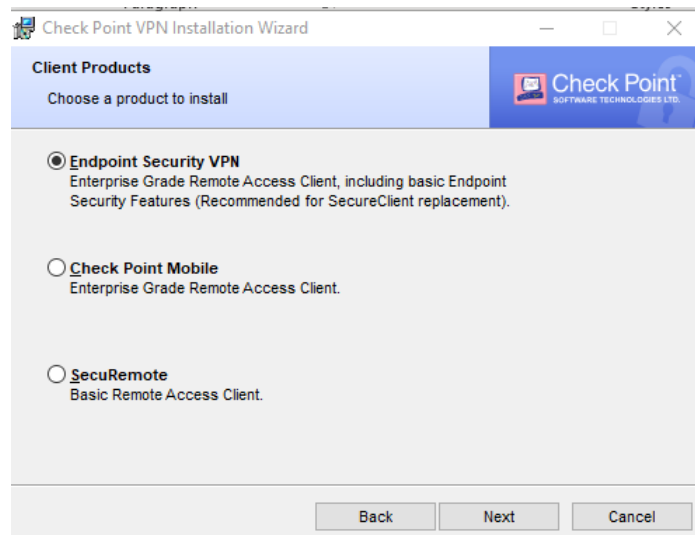 Check Point VPN Installation Wizard
Client Products
Choose a product to install
Check Point™
SOFTWARE TECHNOLOGIES LTD.
Endpoint Security VPN
Enterprise Grade Remote Access Client, including basic Endpoint
Security Features (Recommended for SecureClient replacement).
Check Point Mobile
Enterprise Grade Remote Access Client.
SecuRemote
Basic Remote Access Client.
Back
Next
Cancel